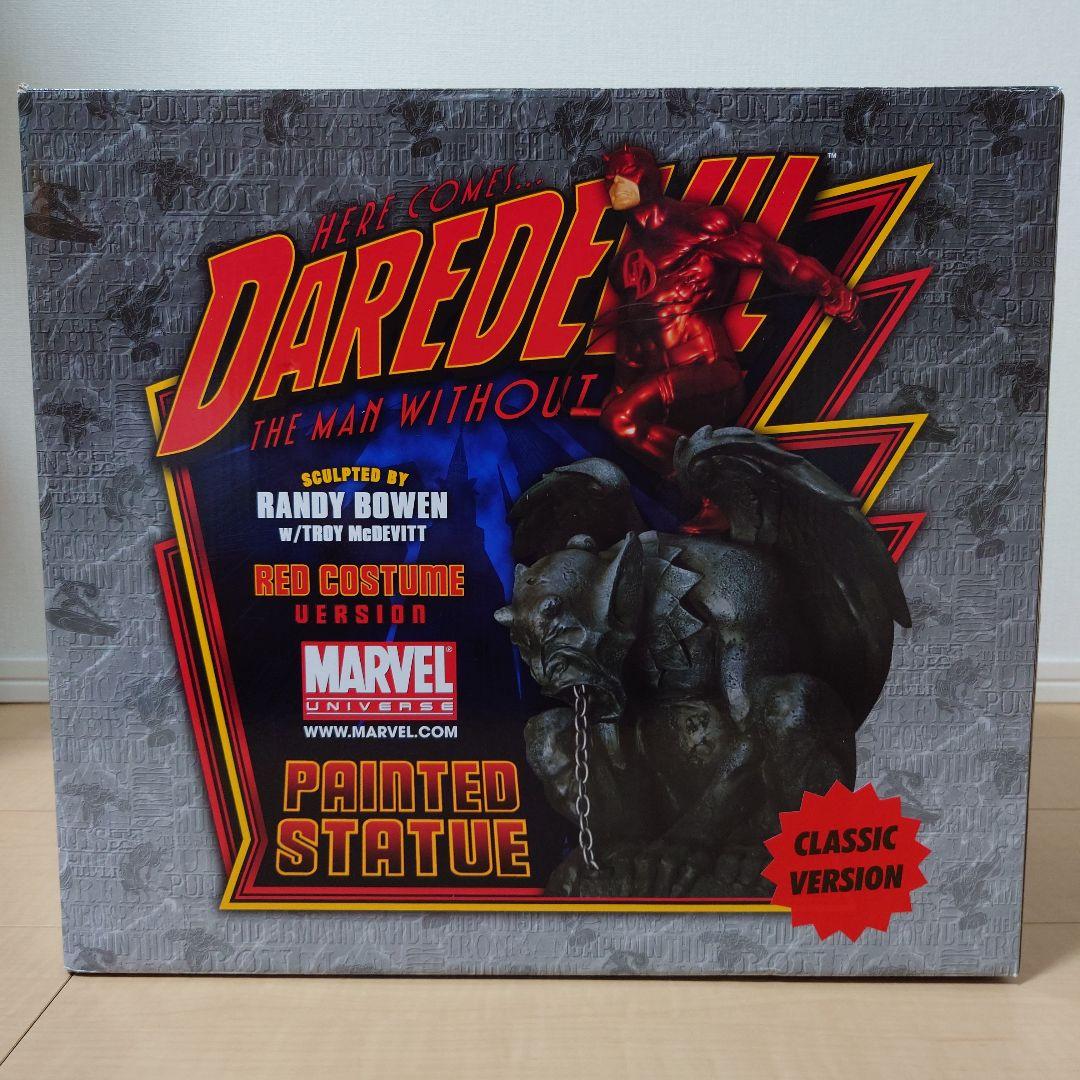 HERE COMES...
DAREDEVIL™
THE MAN WITHOUT
SCULPTED BY
RANDY BOWEN
W/TROY McDEVITT
RED COSTUME
VERSION
MARVEL®
UNIVERSE
WWW.MARVEL.COM
PAINTED
STATUE
CLASSIC
VERSION